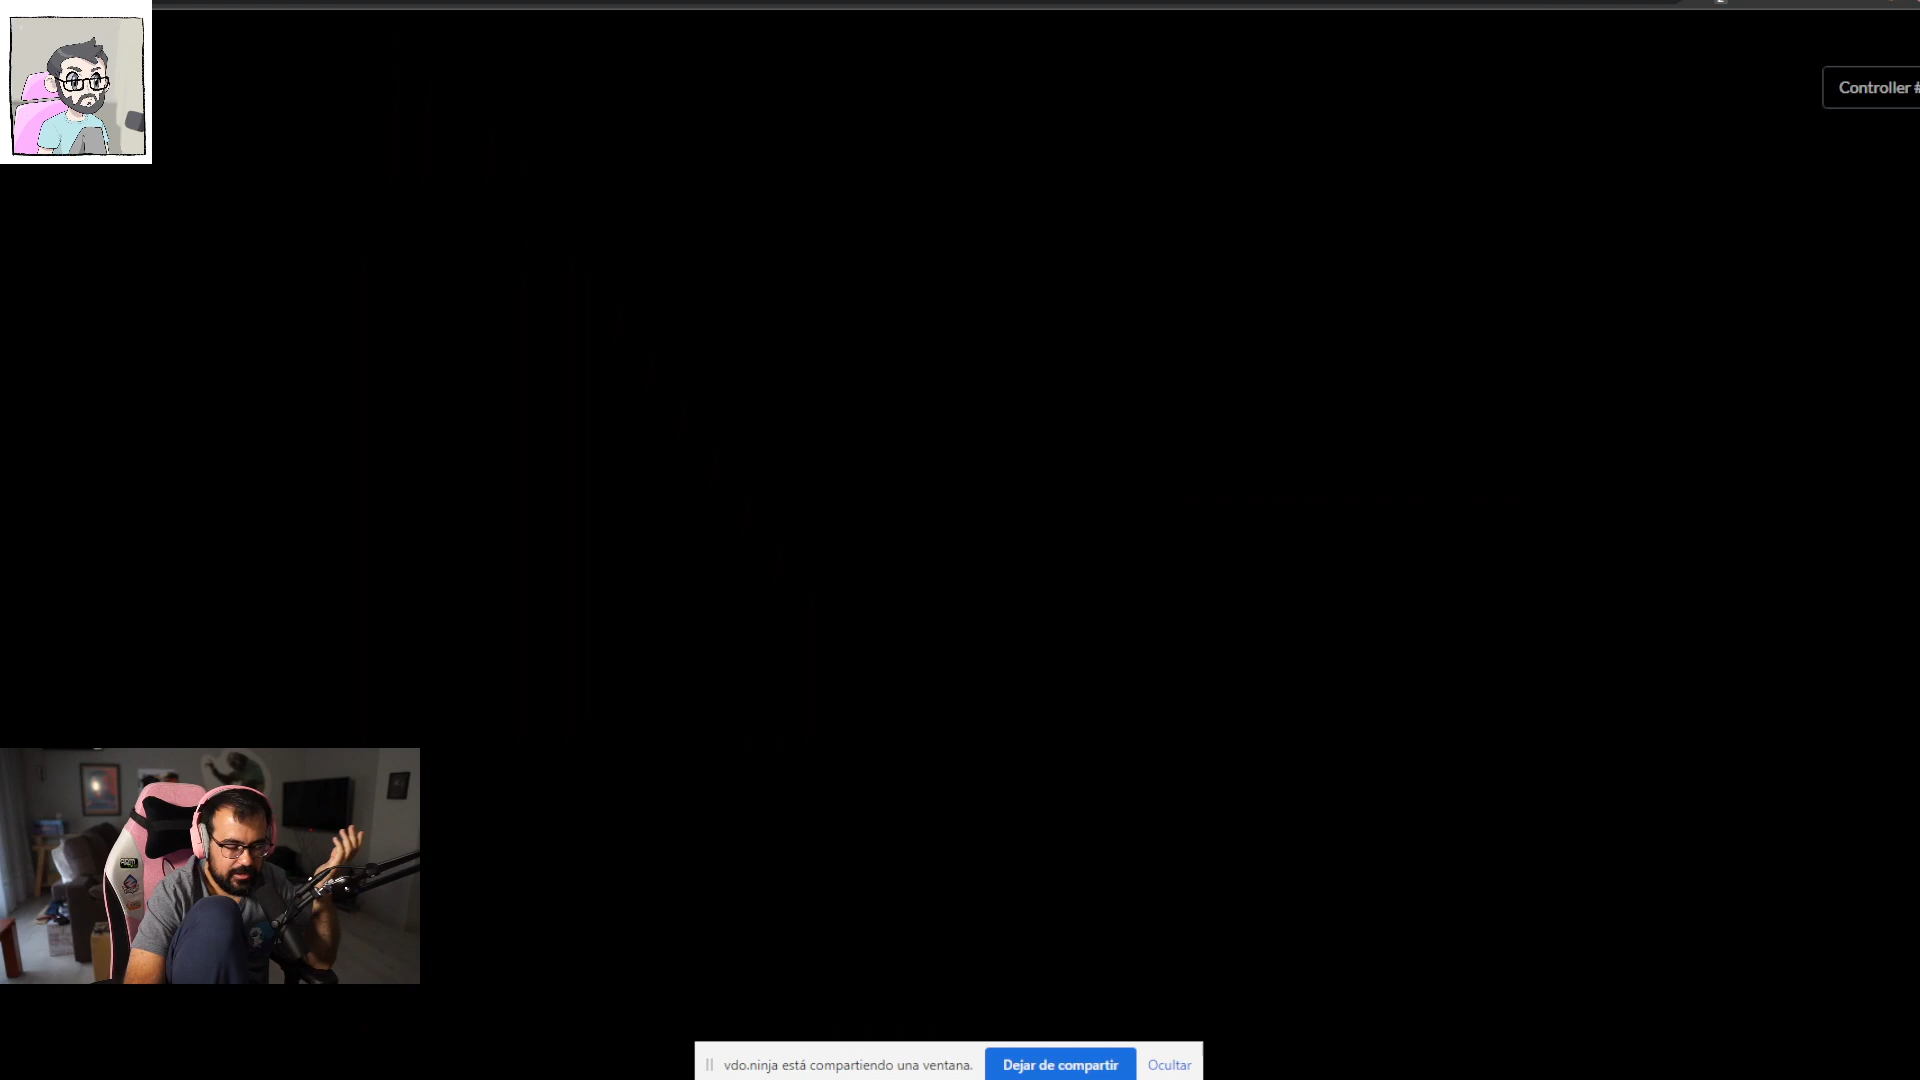 Controller #
vdo.ninja está compartiendo una ventana. Dejar de compartir Ocultar